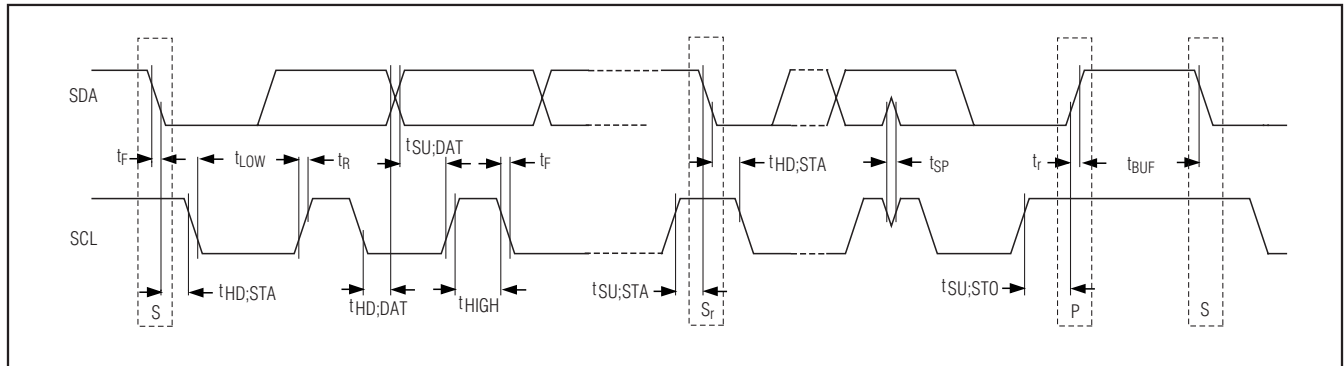 SDA
tF
tLOW
tR
tSU;DAT
tF
tHD;STA
tSP
tr
tBUF
SCL
tHD;STA
tHD;DAT
tHIGH
tSU;STA
tSU;STO
S
Sr
P
S